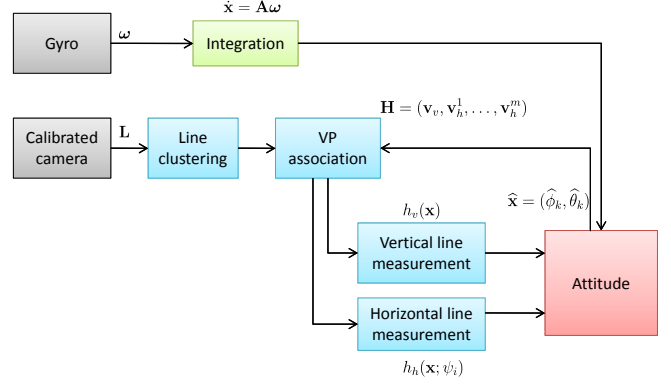 ẋ = Aω
Gyro
ω
Integration
H = (v_v, v_h^1, . . . , v_h^m)
Calibrated
camera
L
Line
clustering
VP
association
x̂ = (φ̂_k, θ̂_k)
h_v(x)
Vertical line
measurement
Attitude
Horizontal line
measurement
h_h(x; ψ_i)